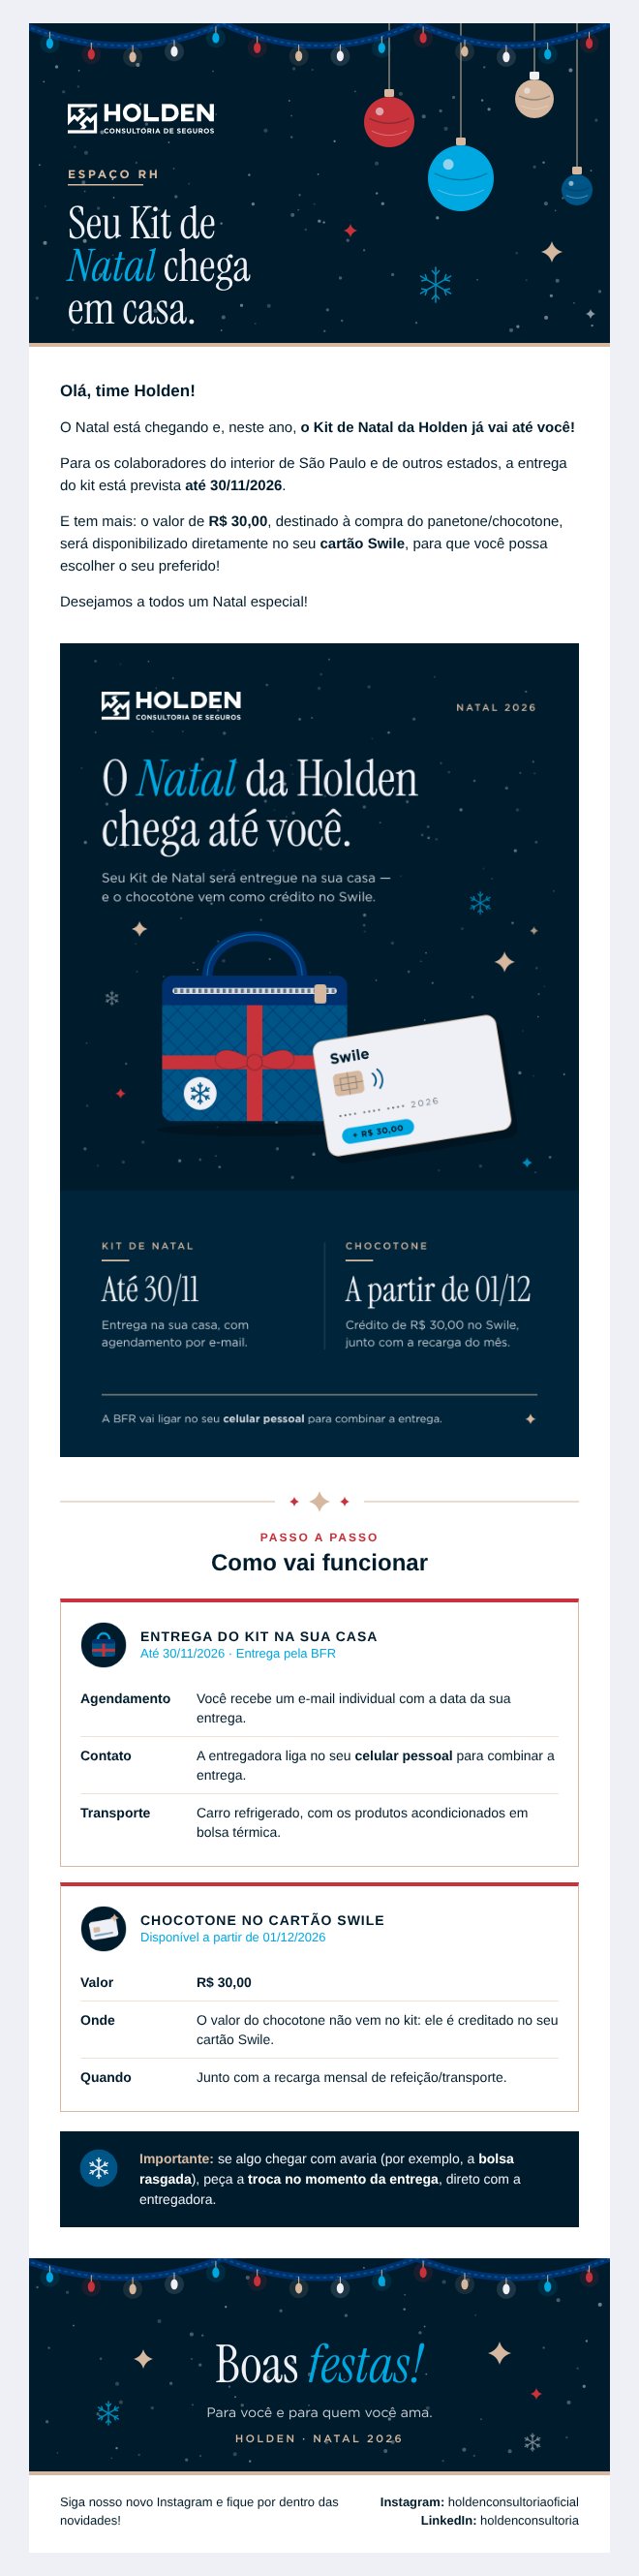 HOLDEN
CONSULTORIA DE SEGUROS
ESPAÇO RH
Seu Kit de
Natal chega
em casa.
Olá, time Holden!
O Natal está chegando e, neste ano, o Kit de Natal da Holden já vai até você!
Para os colaboradores do interior de São Paulo e de outros estados, a entrega
do kit está prevista até 30/11/2026.
E tem mais: o valor de R$ 30,00, destinado à compra do panetone/chocotone,
será disponibilizado diretamente no seu cartão Swile, para que você possa
escolher o seu preferido!
Desejamos a todos um Natal especial!
HOLDEN
CONSULTORIA DE SEGUROS
NATAL 2026
O Natal da Holden
chega até você.
Seu Kit de Natal será entregue na sua casa —
e o chocotone vem como crédito no Swile.
Swile
•••• •••• •••• 2026
+ R$ 30,00
KIT DE NATAL
Até 30/11
Entrega na sua casa, com
agendamento por e-mail.
CHOCOTONE
A partir de 01/12
Crédito de R$ 30,00 no Swile,
junto com a recarga do mês.
A BFR vai ligar no seu celular pessoal para combinar a entrega.
PASSO A PASSO
Como vai funcionar
ENTREGA DO KIT NA SUA CASA
Até 30/11/2026 · Entrega pela BFR
Agendamento Você recebe um e-mail individual com a data da sua
entrega.
Contato A entregadora liga no seu celular pessoal para combinar a
entrega.
Transporte Carro refrigerado, com os produtos acondicionados em
bolsa térmica.
CHOCOTONE NO CARTÃO SWILE
Disponível a partir de 01/12/2026
Valor R$ 30,00
Onde O valor do chocotone não vem no kit: ele é creditado no seu
cartão Swile.
Quando Junto com a recarga mensal de refeição/transporte.
Importante: se algo chegar com avaria (por exemplo, a bolsa
rasgada), peça a troca no momento da entrega, direto com a
entregadora.
Boas festas!
Para você e para quem você ama.
HOLDEN · NATAL 2026
Siga nosso novo Instagram e fique por dentro das
novidades!
Instagram: holdenconsultoriaoficial
LinkedIn: holdenconsultoria